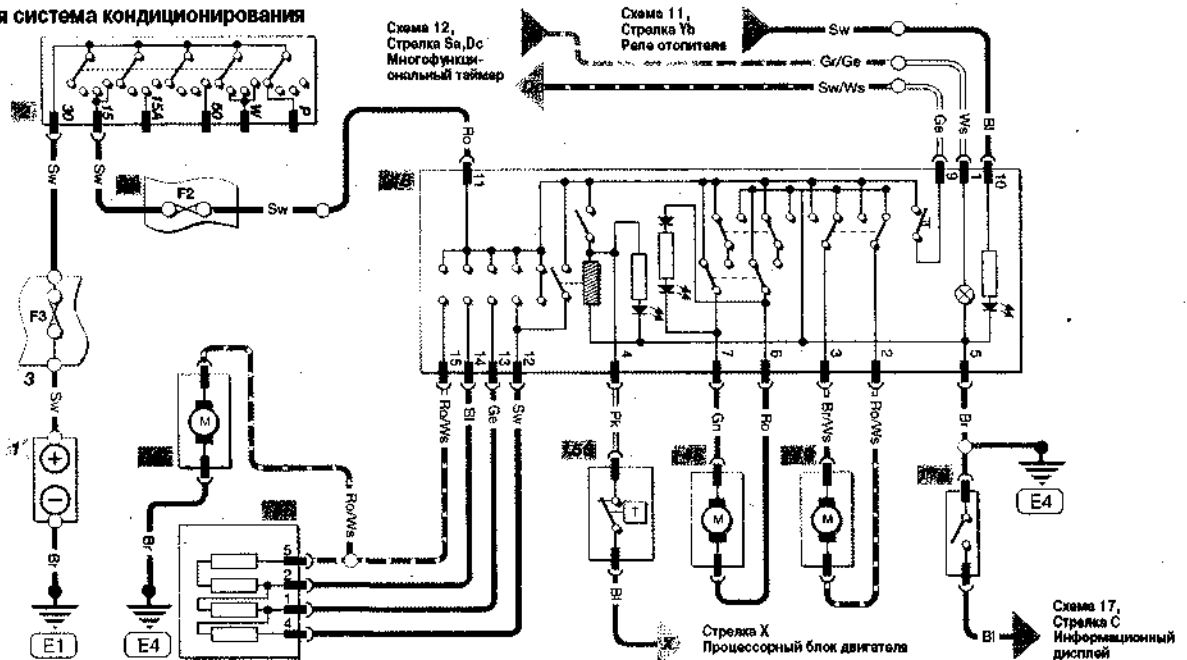 я система кондиционирования
Схема 12,
Стрелка Sa,Dc
Многофункци-
ональный таймер
Схема 11,
Стрелка Yb
Реле отопителя
Sw
Gr/Ge
Sw/Ws
Ge
Ws
Bl
30
15
15A
50
W
P
Sw
Sw
F2
Sw
Ro
11
9
1
10
F3
3
Sw
1
Br
E1
M
Br
E4
Ro/Ws
5
2
1
4
15
14
13
12
4
7
6
3
2
5
Ro/Ws
Bl
Ge
Sw
Pk
Gn
Ro
Br/Ws
Ro/Ws
Br
T
M
M
E4
Bl
X
Стрелка X
Процессорный блок двигателя
Bl
Схема 17,
Стрелка C
Информационный
дисплей